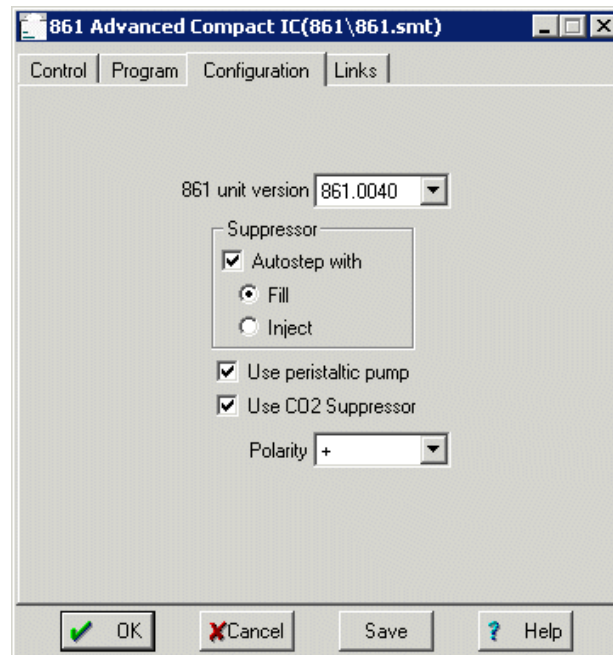 861 Advanced Compact IC(861\861.smt)
Control Program Configuration Links
861 unit version 861.0040
Suppressor
Autostep with
Fill
Inject
Use peristaltic pump
Use CO2 Suppressor
Polarity +
OK Cancel Save ? Help